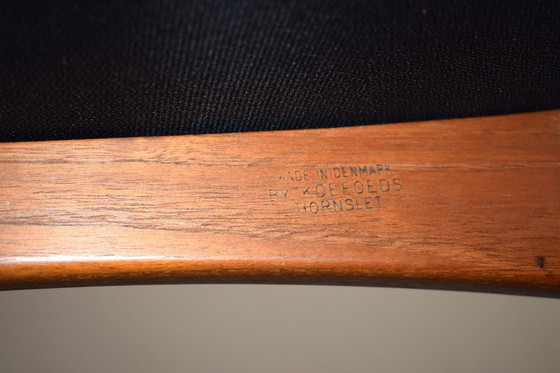 MADE IN DENMARK
BY KOEFOEDS
HORNSLET